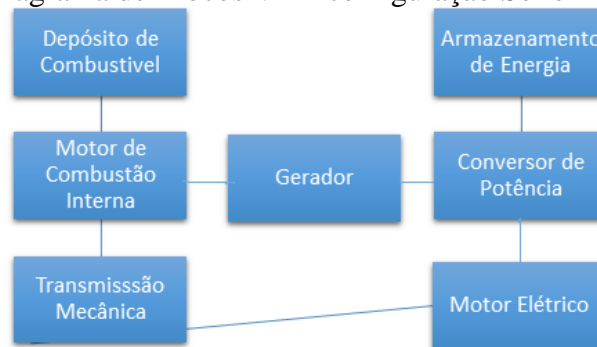 Depósito de
Combustivel
Armazenamento
de Energia
Motor de
Combustão
Interna
Gerador
Conversor de
Potência
Transmisssão
Mecânica
Motor Elétrico